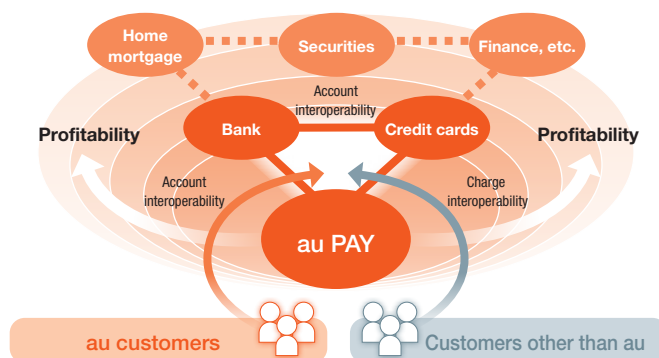 Home
mortgage
Securities
Finance, etc.
Account
interoperability
Profitability
Bank
Credit cards
Profitability
Account
interoperability
Charge
interoperability
au PAY
au customers
Customers other than au